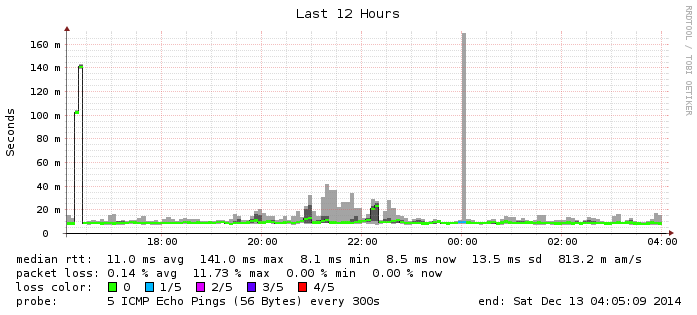 Last 12 Hours
RRDTOOL / TOBI OETIKER
Seconds
160 m
140 m
120 m
100 m
80 m
60 m
40 m
20 m
0
18:00 20:00 22:00 00:00 02:00 04:00
median rtt: 11.0 ms avg 141.0 ms max 8.1 ms min 8.5 ms now 13.5 ms sd 813.2 m am/s
packet loss: 0.14 % avg 11.73 % max 0.00 % min 0.00 % now
loss color: 0 1/5 2/5 3/5 4/5
probe: 5 ICMP Echo Pings (56 Bytes) every 300s end: Sat Dec 13 04:05:09 2014